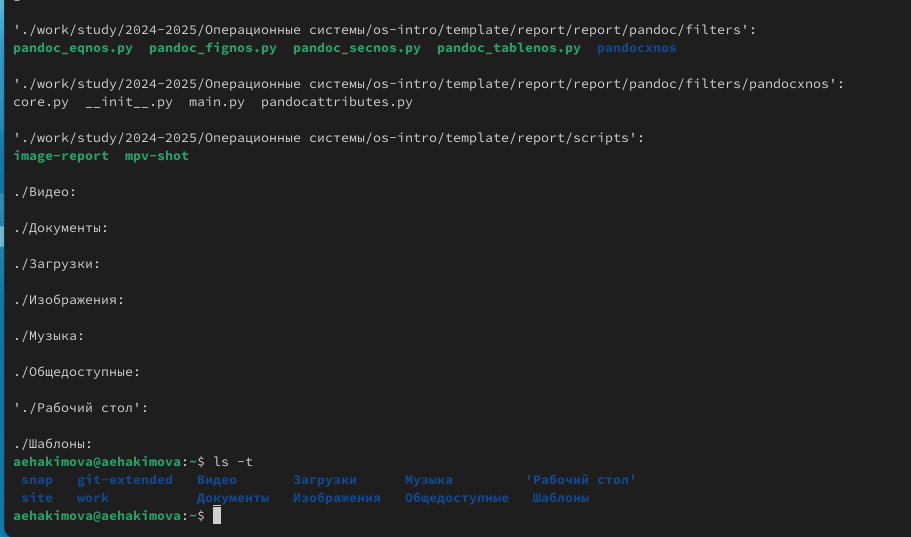 './work/study/2024-2025/Операционные системы/os-intro/template/report/report/pandoc/filters':
pandoc_eqnos.py  pandoc_fignos.py  pandoc_secnos.py  pandoc_tablenos.py  pandocxnos
'./work/study/2024-2025/Операционные системы/os-intro/template/report/report/pandoc/filters/pandocxnos':
core.py  __init__.py  main.py  pandocattributes.py
'./work/study/2024-2025/Операционные системы/os-intro/template/report/scripts':
image-report  mpv-shot
./Видео:
./Документы:
./Загрузки:
./Изображения:
./Музыка:
./Общедоступные:
'./Рабочий стол':
./Шаблоны:
aehakimova@aehakimova:~$ ls -t
snap   git-extended   Видео       Загрузки      Музыка         'Рабочий стол'
site   work           Документы   Изображения   Общедоступные   Шаблоны
aehakimova@aehakimova:~$